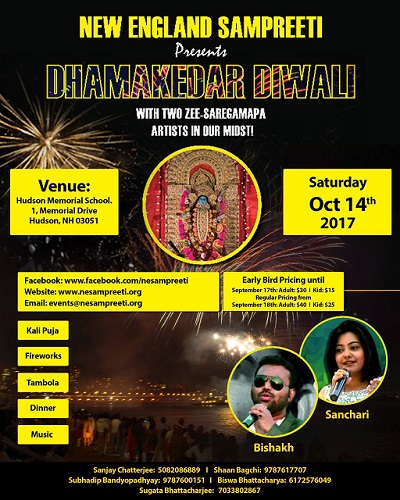 NEW ENGLAND SAMPREETI
Presents
DHAMAKEDAR DIWALI
WITH TWO ZEE-SAREGAMAPA
ARTISTS IN OUR MIDST!
Venue:
Hudson Memorial School.
1, Memorial Drive
Hudson, NH 03051
Saturday
Oct 14th
2017
Facebook: www.facebook.com/nesampreeti
Website: www.nesampreeti.org
Email: events@nesampreeti.org
Early Bird Pricing until
September 17th: Adult: $30 | Kid: $15
Regular Pricing from
September 18th: Adult: $40 | Kid: $25
Kali Puja
Fireworks
Tambola
Dinner
Music
Bishakh
Sanchari
Sanjay Chatterjee: 5082086889 | Shaan Bagchi: 9787617707
Subhadip Bandyopadhyay: 9787600151 | Biswa Bhattacharya: 6172576049
Sugata Bhattacharjee: 7033802867